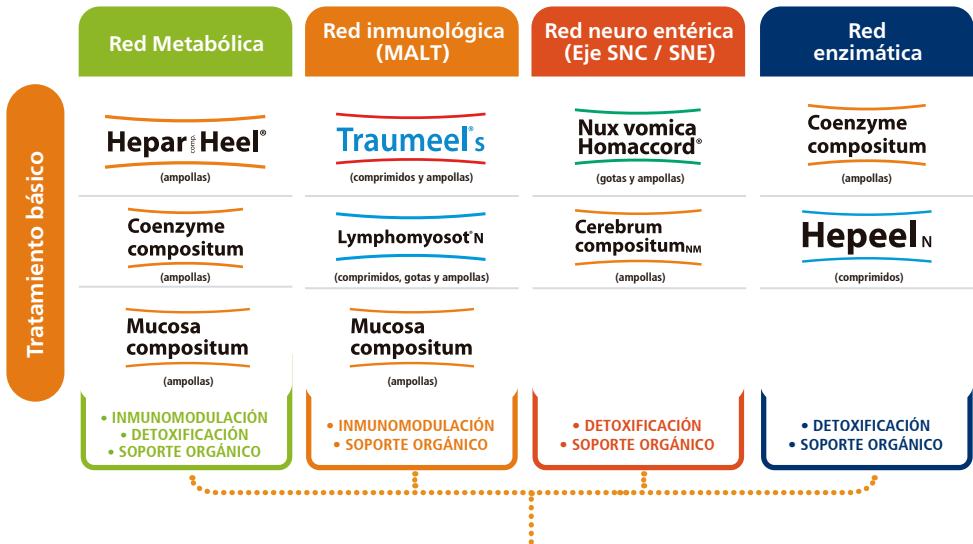 Red Metabólica
Red inmunológica
(MALT)
Red neuro entérica
(Eje SNC / SNE)
Red
enzimática
Tratamiento básico
Hepar comp. Heel®
(ampollas)
Traumeel® S
(comprimidos y ampollas)
Nux vomica
Homaccord®
(gotas y ampollas)
Coenzyme
compositum
(ampollas)
Coenzyme
compositum
(ampollas)
Lymphomyosot® N
(comprimidos, gotas y ampollas)
Cerebrum
compositum NM
(ampollas)
Hepeel N
(comprimidos)
Mucosa
compositum
(ampollas)
Mucosa
compositum
(ampollas)
• INMUNOMODULACIÓN
• DETOXIFICACIÓN
• SOPORTE ORGÁNICO
• INMUNOMODULACIÓN
• SOPORTE ORGÁNICO
• DETOXIFICACIÓN
• SOPORTE ORGÁNICO
• DETOXIFICACIÓN
• SOPORTE ORGÁNICO